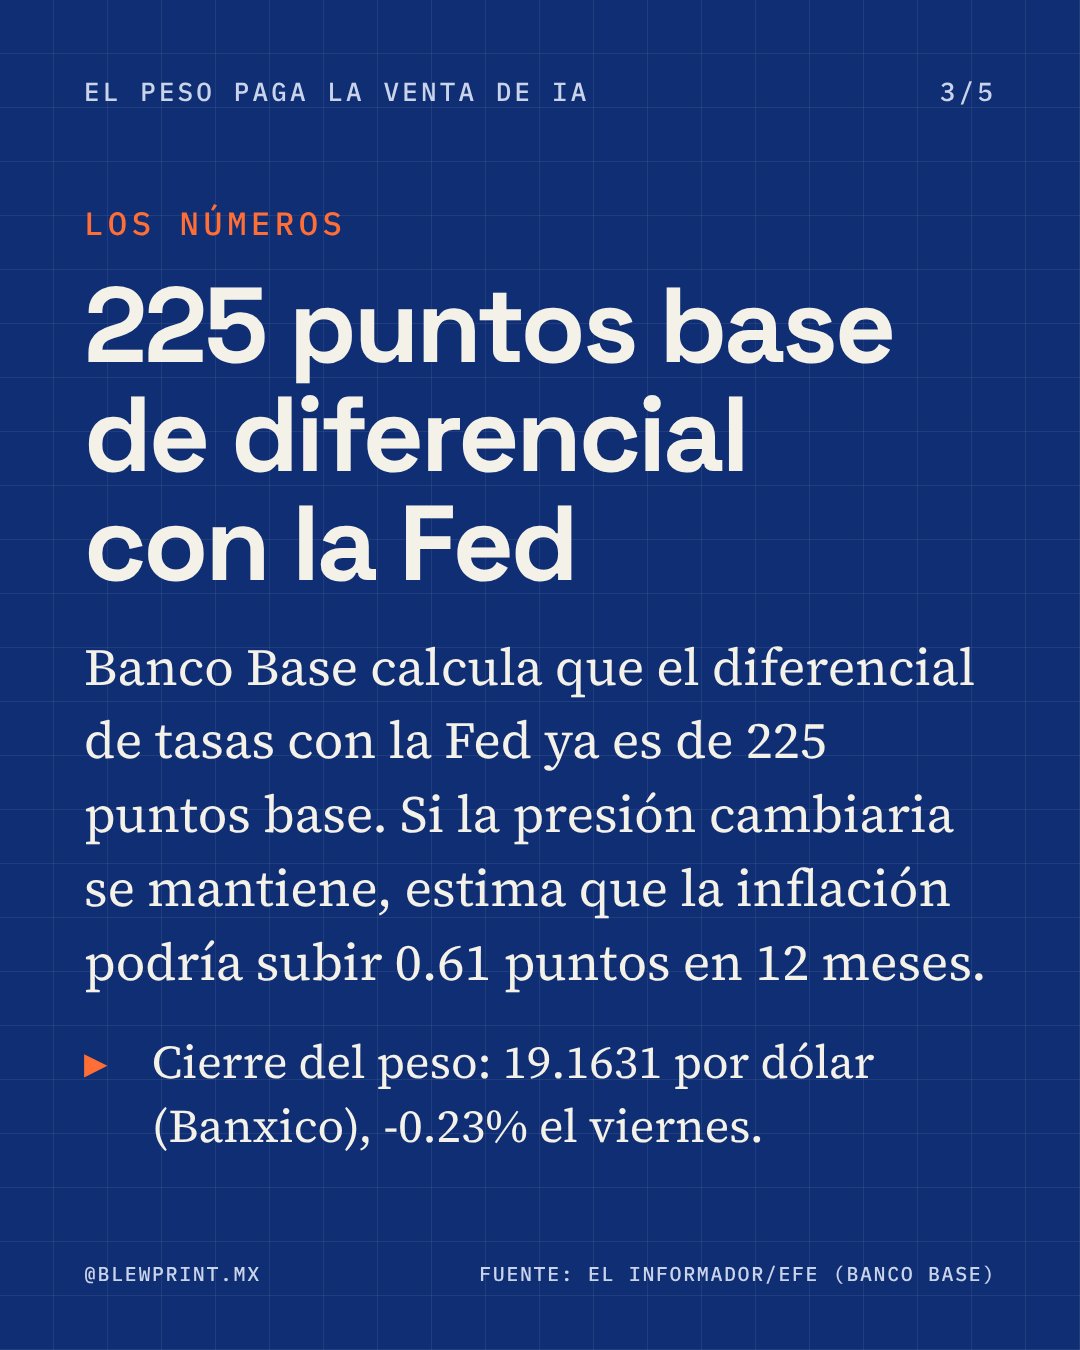 EL PESO PAGA LA VENTA DE IA
3/5
LOS NÚMEROS
225 puntos base
de diferencial
con la Fed
Banco Base calcula que el diferencial
de tasas con la Fed ya es de 225
puntos base. Si la presión cambiaria
se mantiene, estima que la inflación
podría subir 0.61 puntos en 12 meses.
▶ Cierre del peso: 19.1631 por dólar
(Banxico), -0.23% el viernes.
@BLEWPRINT.MX
FUENTE: EL INFORMADOR/EFE (BANCO BASE)